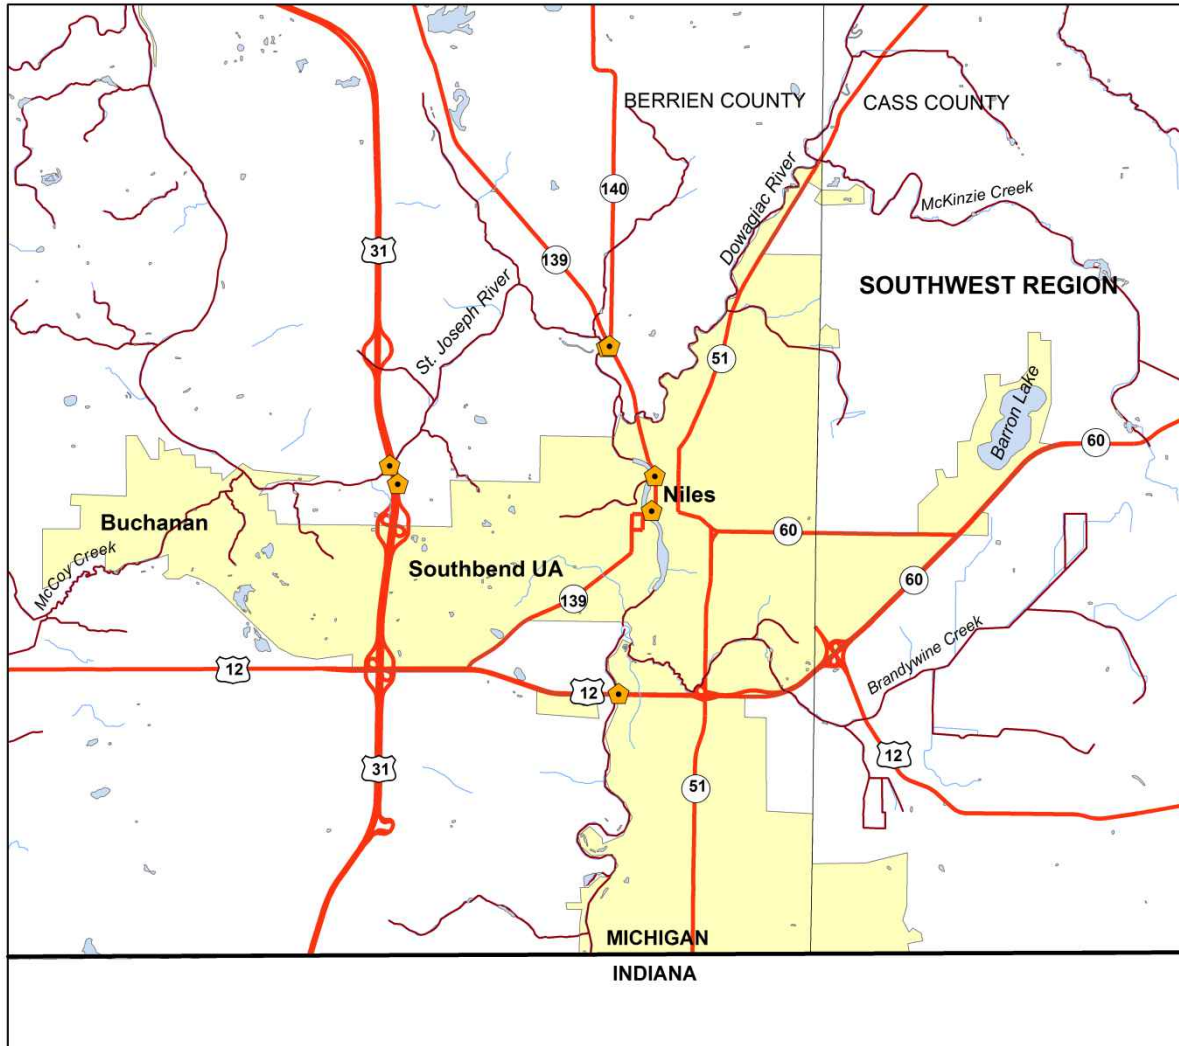 BERRIEN COUNTY
CASS COUNTY
140
McKinzie Creek
Dowagiac River
31
139
SOUTHWEST REGION
St. Joseph River
51
Barron Lake
60
Niles
Buchanan
60
McCoy Creek
Southbend UA
60
139
Brandywine Creek
12
12
12
31
51
MICHIGAN
INDIANA